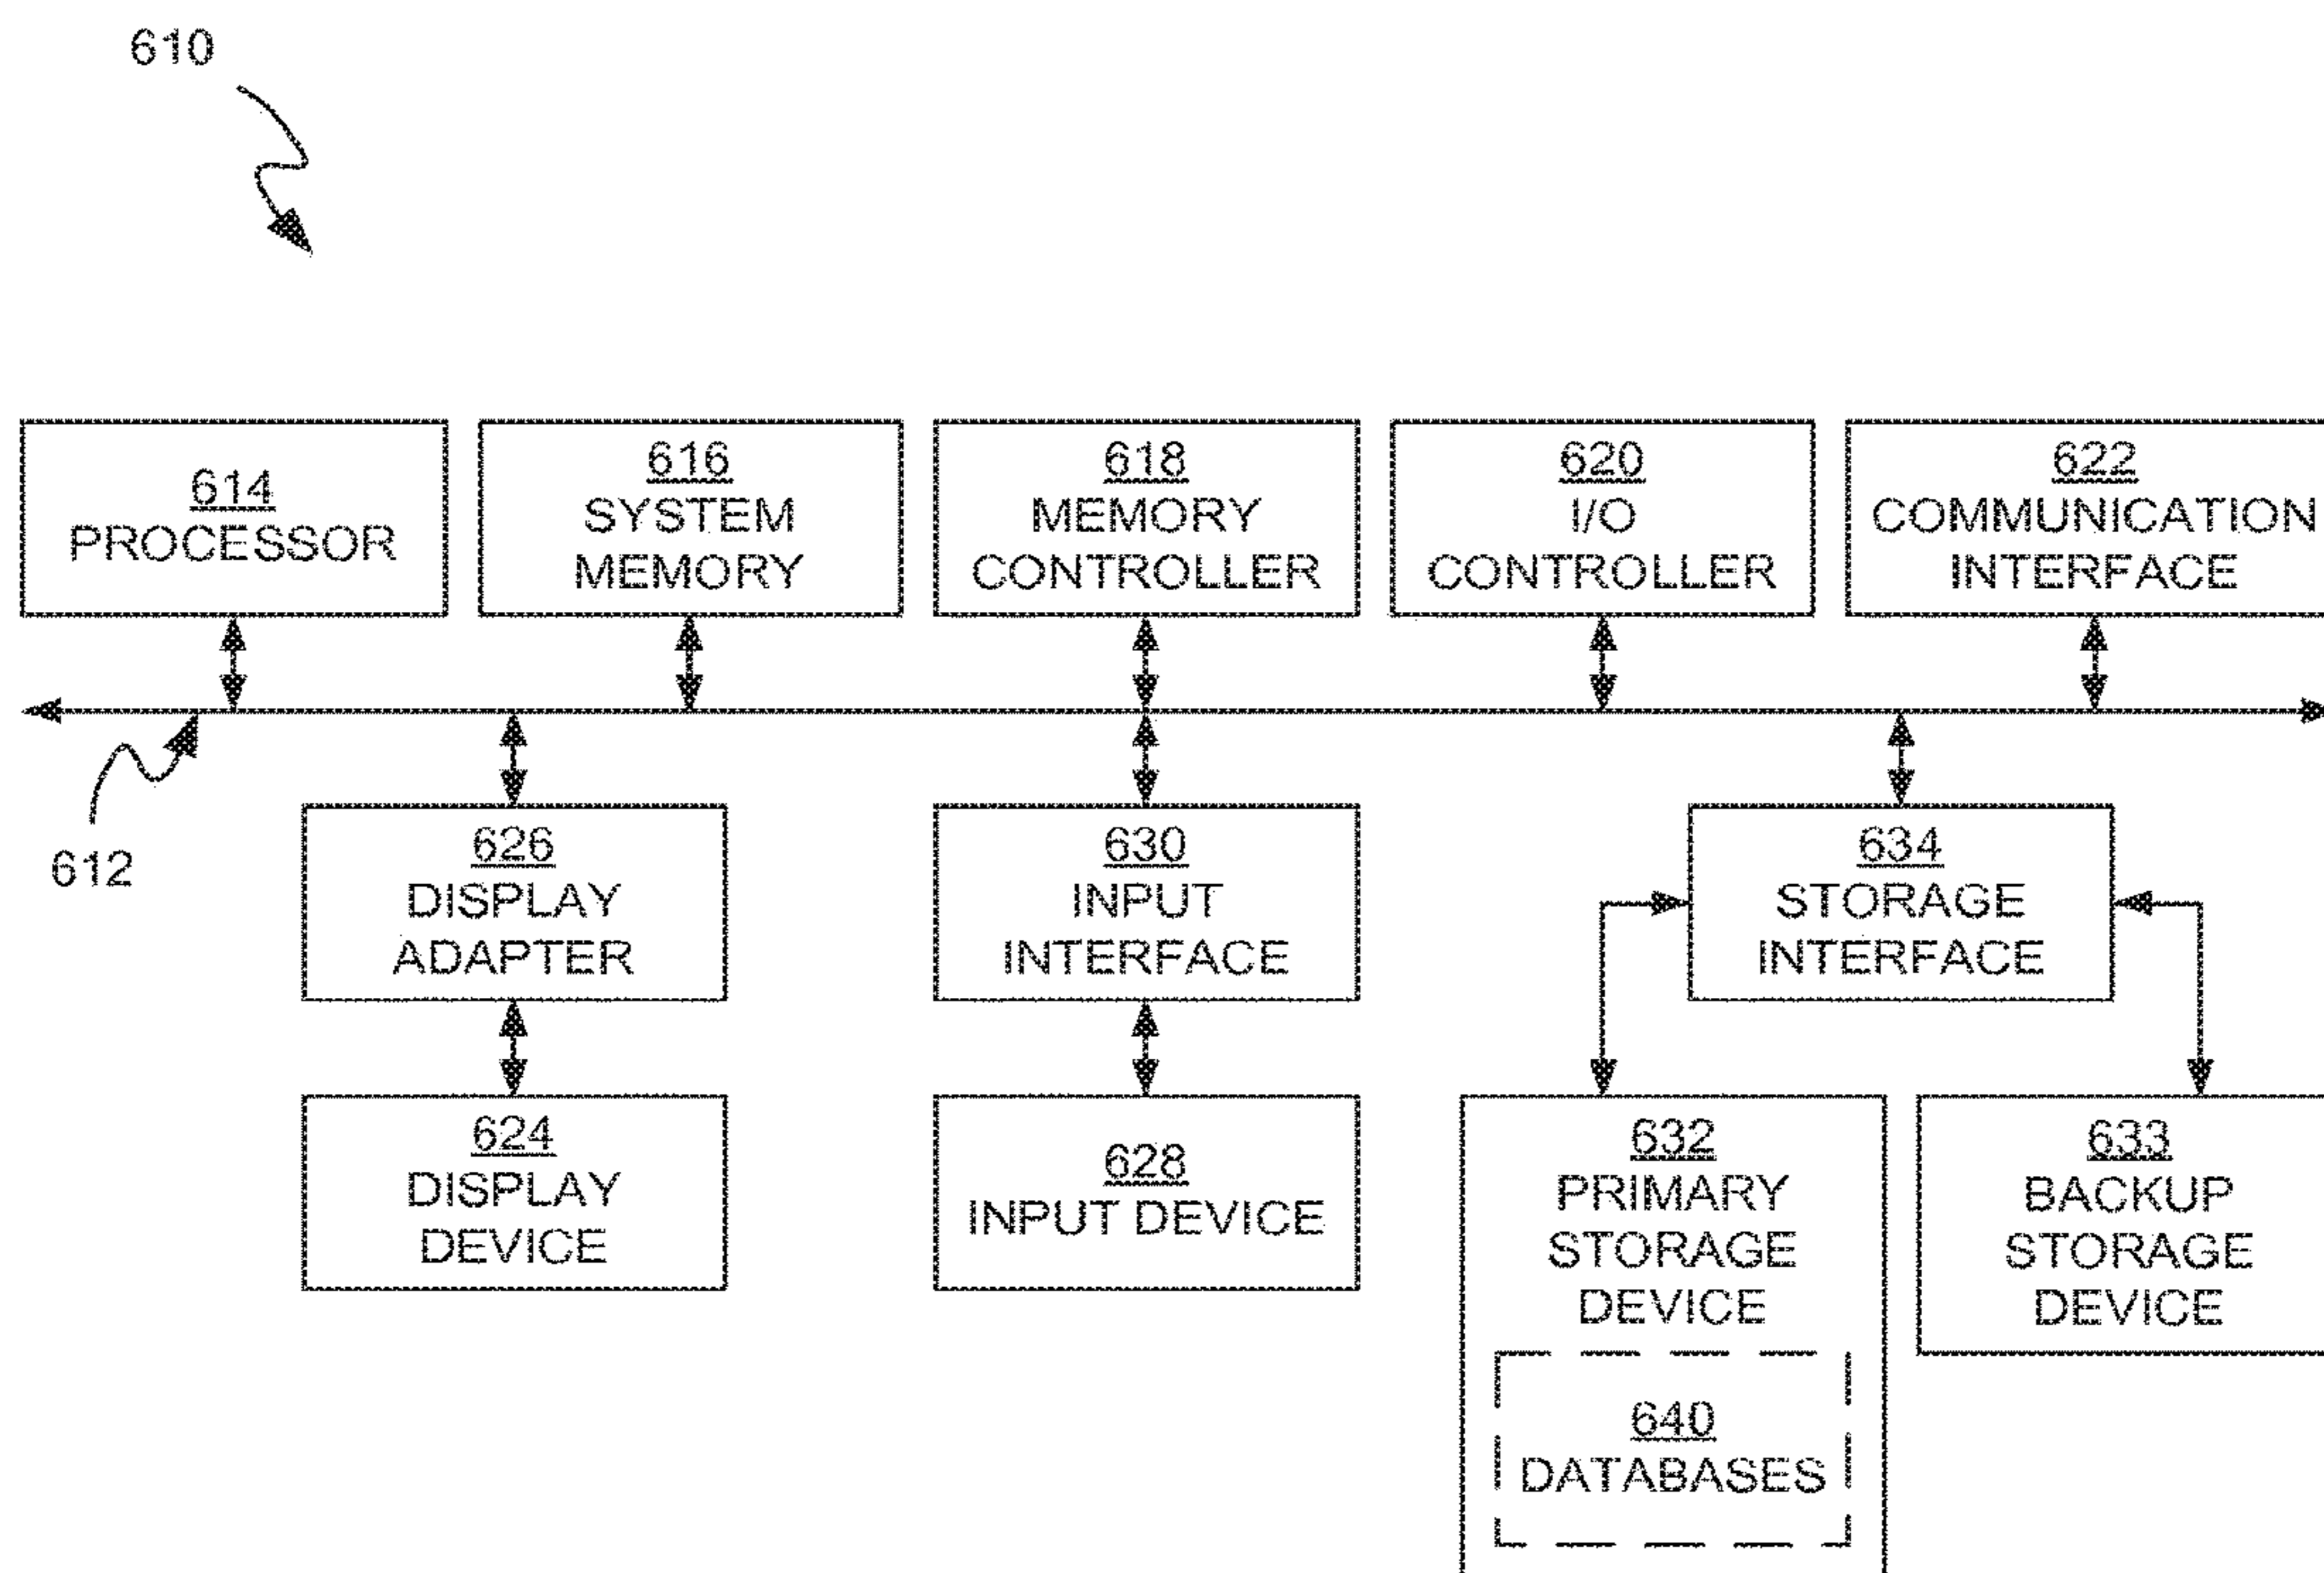 610
614
PROCESSOR
616
SYSTEM
MEMORY
618
MEMORY
CONTROLLER
620
I/O
CONTROLLER
622
COMMUNICATION
INTERFACE
612
626
DISPLAY
ADAPTER
630
INPUT
INTERFACE
634
STORAGE
INTERFACE
624
DISPLAY
DEVICE
628
INPUT DEVICE
632
PRIMARY
STORAGE
DEVICE
633
BACKUP
STORAGE
DEVICE
640
DATABASES